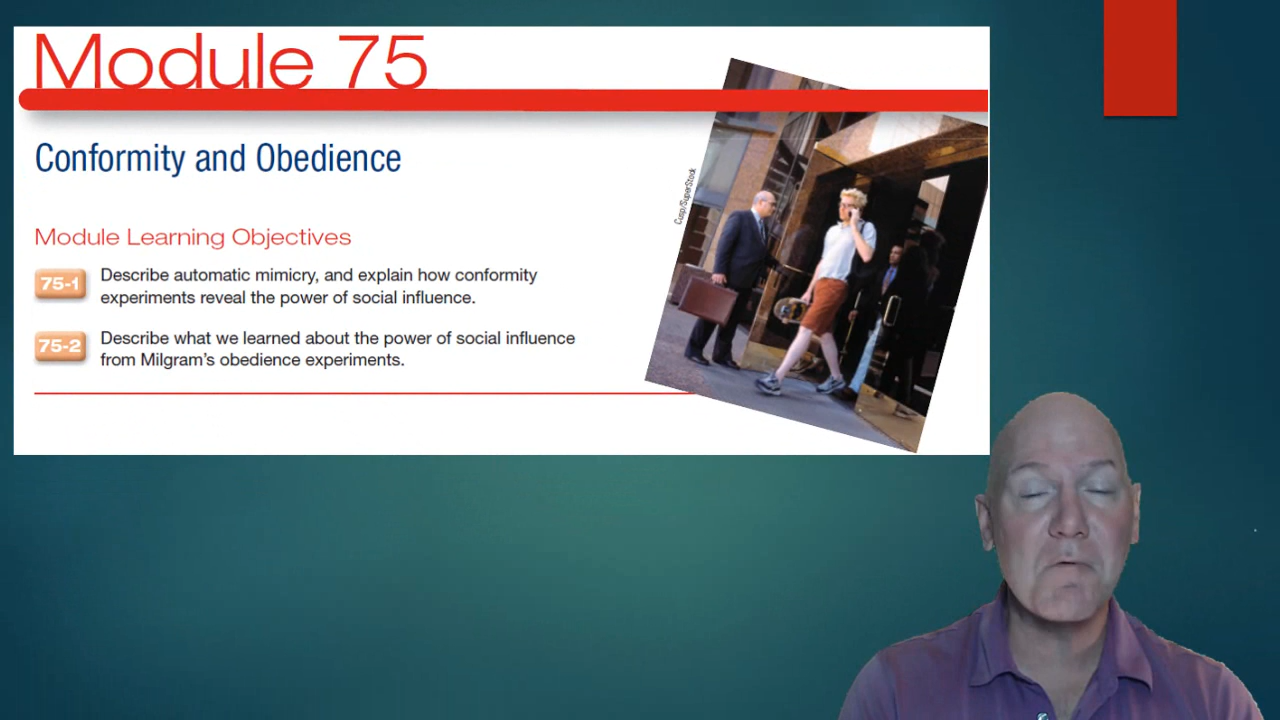 Module 75
Conformity and Obedience
Cusp/SuperStock
Module Learning Objectives
75-1 Describe automatic mimicry, and explain how conformity
experiments reveal the power of social influence.
75-2 Describe what we learned about the power of social influence
from Milgram's obedience experiments.